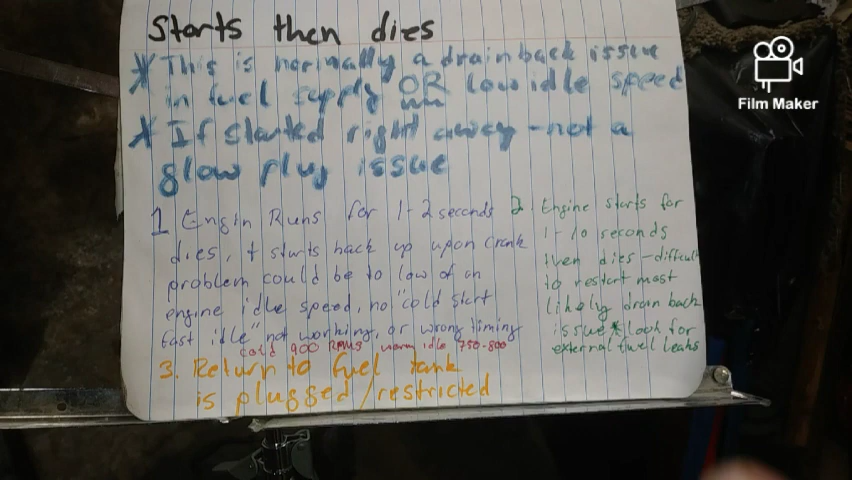 Starts then dies
* This is normally a drainback issue
in fuel supply OR low idle speed
* If started right away - not a
glow plug issue
1 Engin Runs for 1-2 seconds
dies, + starts back up upon crank
problem could be to low of an
engine idle speed, no "cold start
fast idle" not working, or wrong timing
cold 900 RPMS warm idle 750-800
2. Engine starts for
1-10 seconds
then dies - difficult
to restart most
likely drain back
issue * look for
external fuel leaks
3. Return to fuel tank
is plugged/restricted
Film Maker